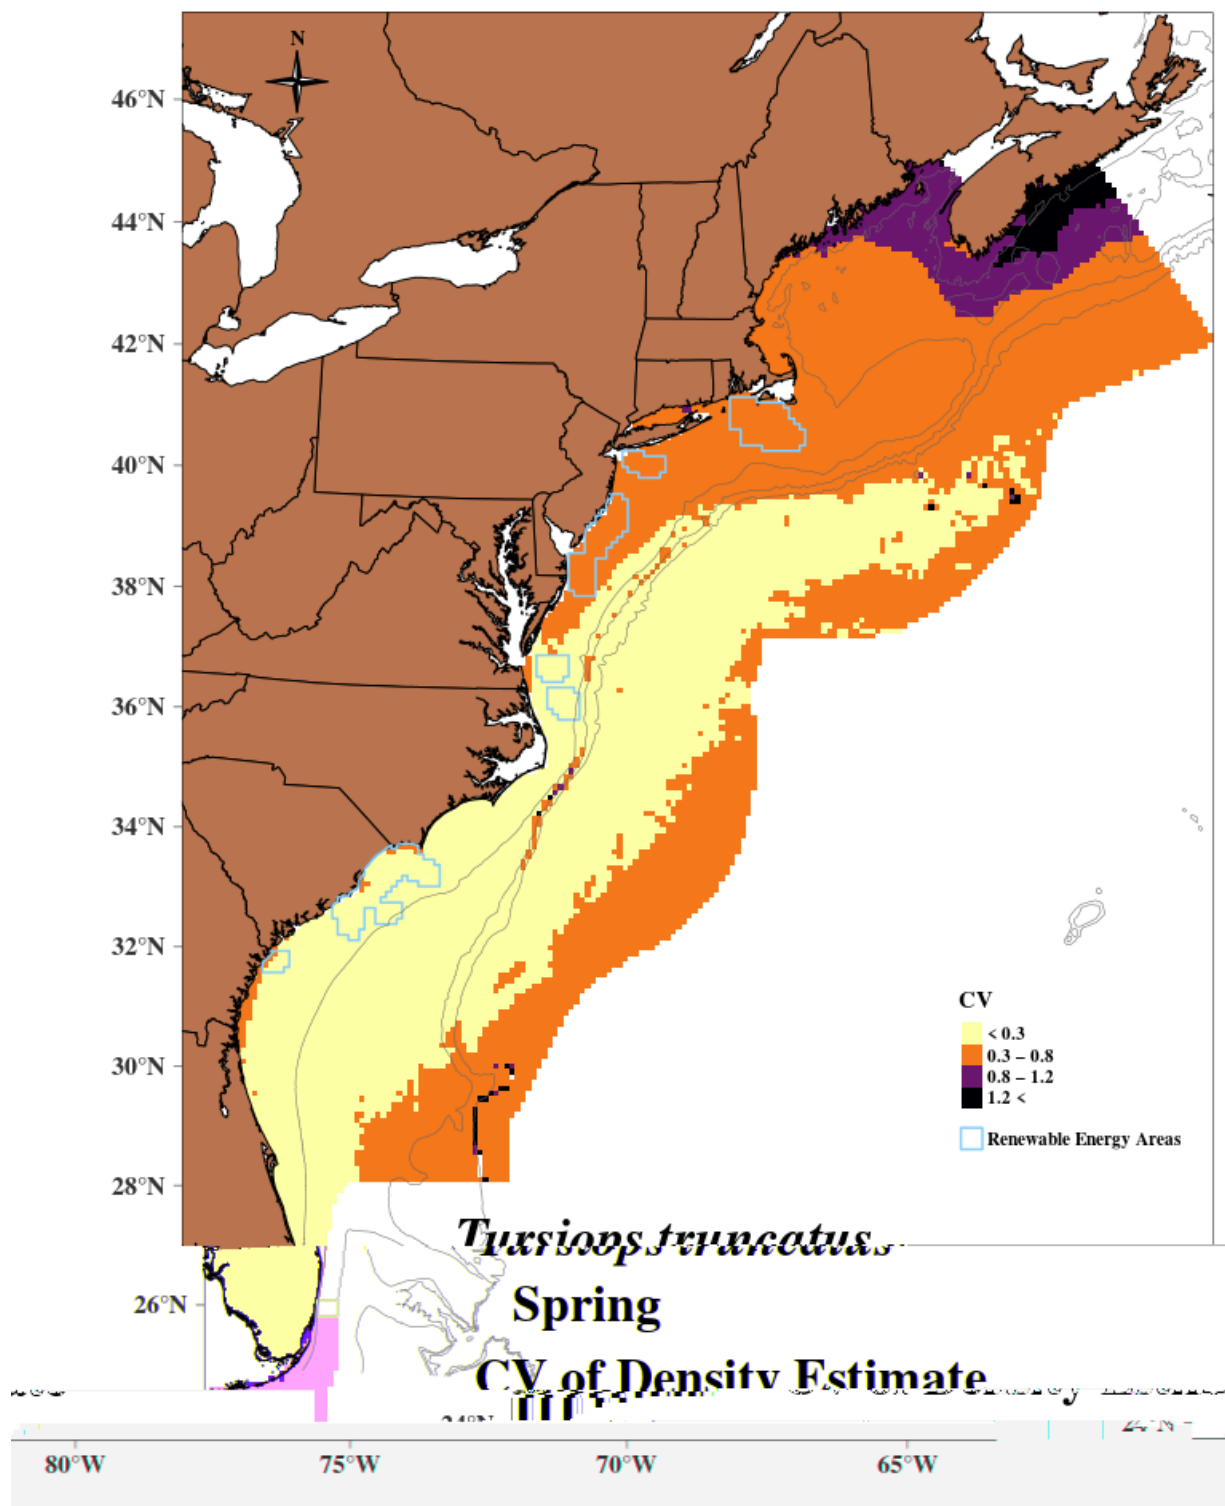 N
46°N
44°N
42°N
40°N
38°N
36°N
34°N
32°N
30°N
28°N
26°N
CV
< 0.3
0.3 – 0.8
0.8 – 1.2
1.2 <
Renewable Energy Areas
Tursiops truncatus
Spring
CV of Density Estimate
24°N
80°W
75°W
70°W
65°W